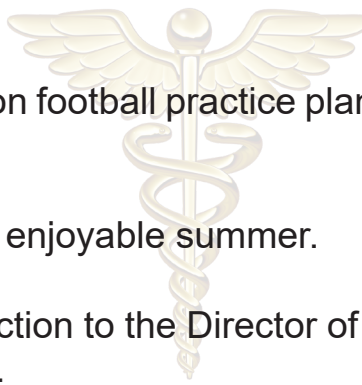 on football practice plan
enjoyable summer.
ction to the Director of